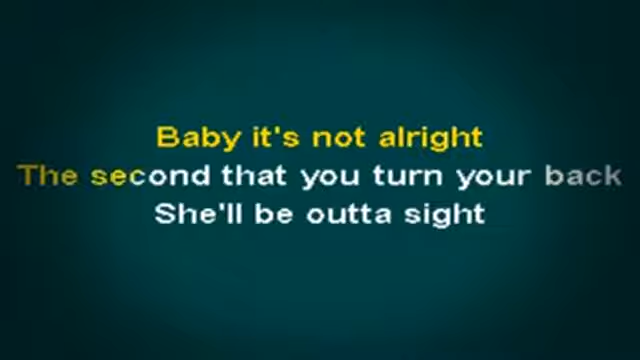 Baby it's not alright
The second that you turn your back
She'll be outta sight